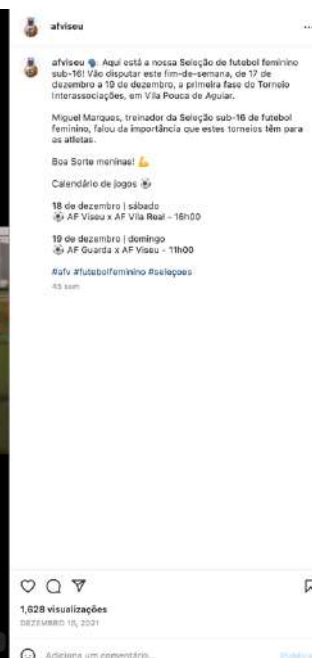 afviseu
...
afviseu 🗣️ Aqui está a nossa Seleção de futebol feminino
sub-16! Vão disputar este fim-de-semana, de 17 de
dezembro a 19 de dezembro, a primeira fase do Torneio
Interassociações, em Vila Pouca de Aguiar.
Miguel Marques, treinador da Seleção sub-16 de futebol
feminino, falou da importância que estes torneios têm para
as atletas.
Boa Sorte meninas! 💪
Calendário de jogos ⚽
18 de dezembro | sábado
⚽ AF Viseu x AF Vila Real - 16h00
19 de dezembro | domingo
⚽ AF Guarda x AF Viseu - 11h00
#afv #futebolfeminino #seleçoes
43 sem
1,628 visualizações
DEZEMBRO 16, 2021
Adiciona um comentário...